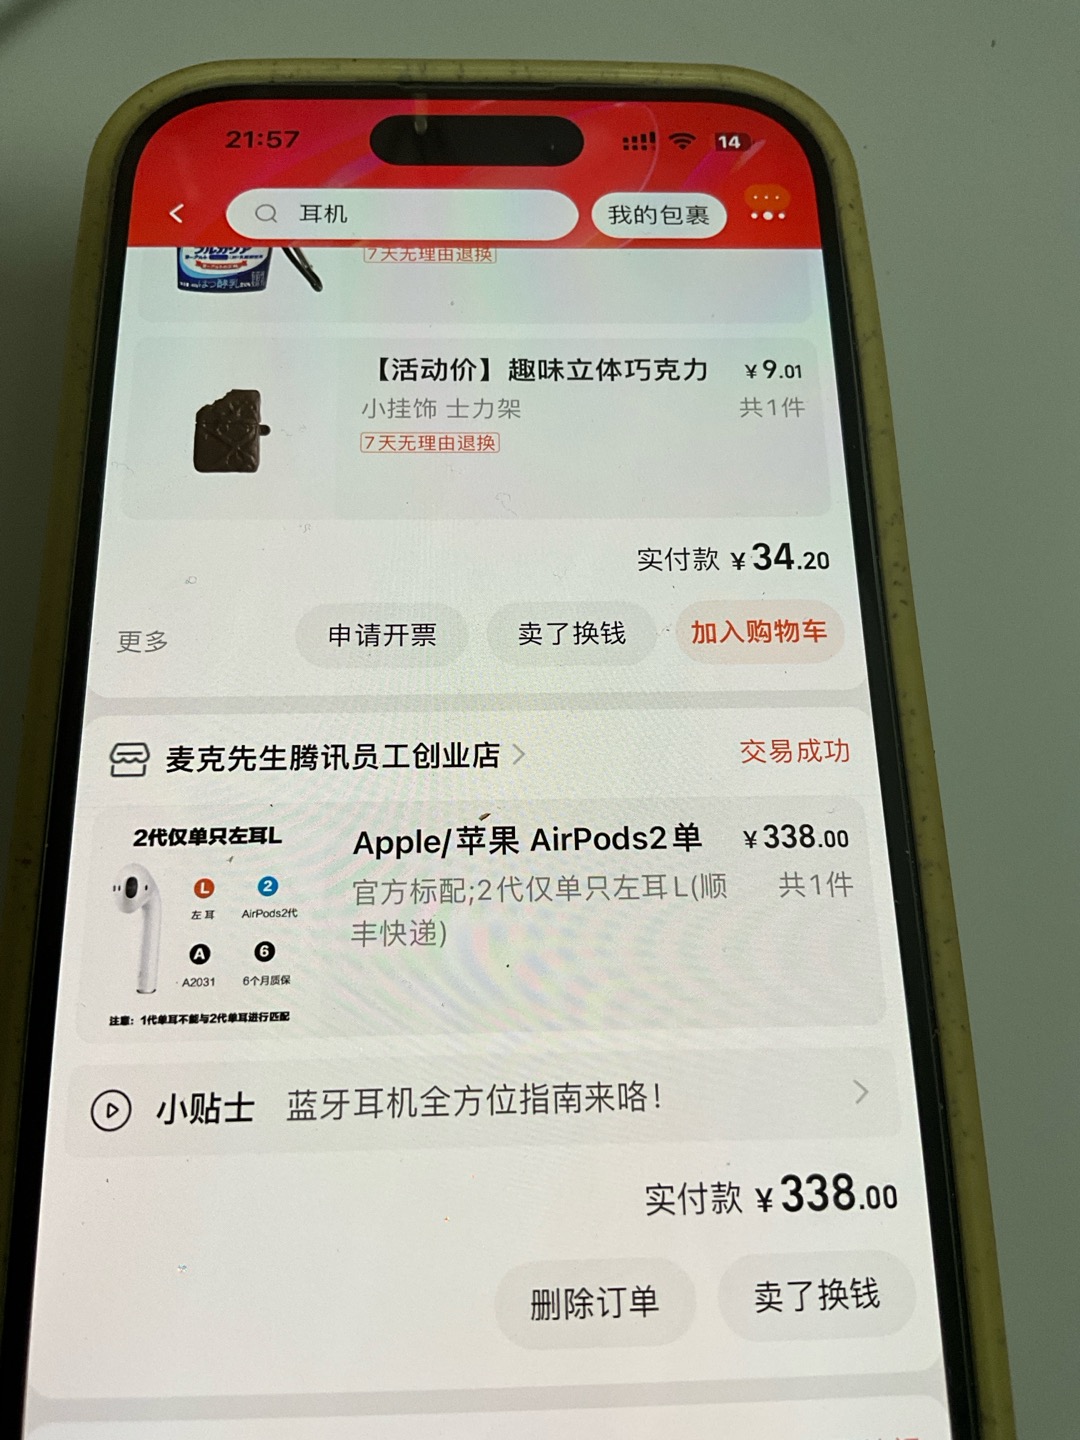 21:57
14
耳机
我的包裹
ブルガリア
7天无理由退换
【活动价】趣味立体巧克力
¥9.01
小挂饰 士力架
共1件
7天无理由退换
实付款 ¥34.20
更多
申请开票
卖了换钱
加入购物车
麦克先生腾讯员工创业店
交易成功
2代仅单只左耳L
L
2
左耳
AirPods2代
A
6
A2031
6个月质保
注意：1代单耳不能与2代单耳进行匹配
Apple/苹果 AirPods2单
¥338.00
官方标配;2代仅单只左耳L(顺
共1件
丰快递)
小贴士
蓝牙耳机全方位指南来咯!
实付款 ¥338.00
删除订单
卖了换钱